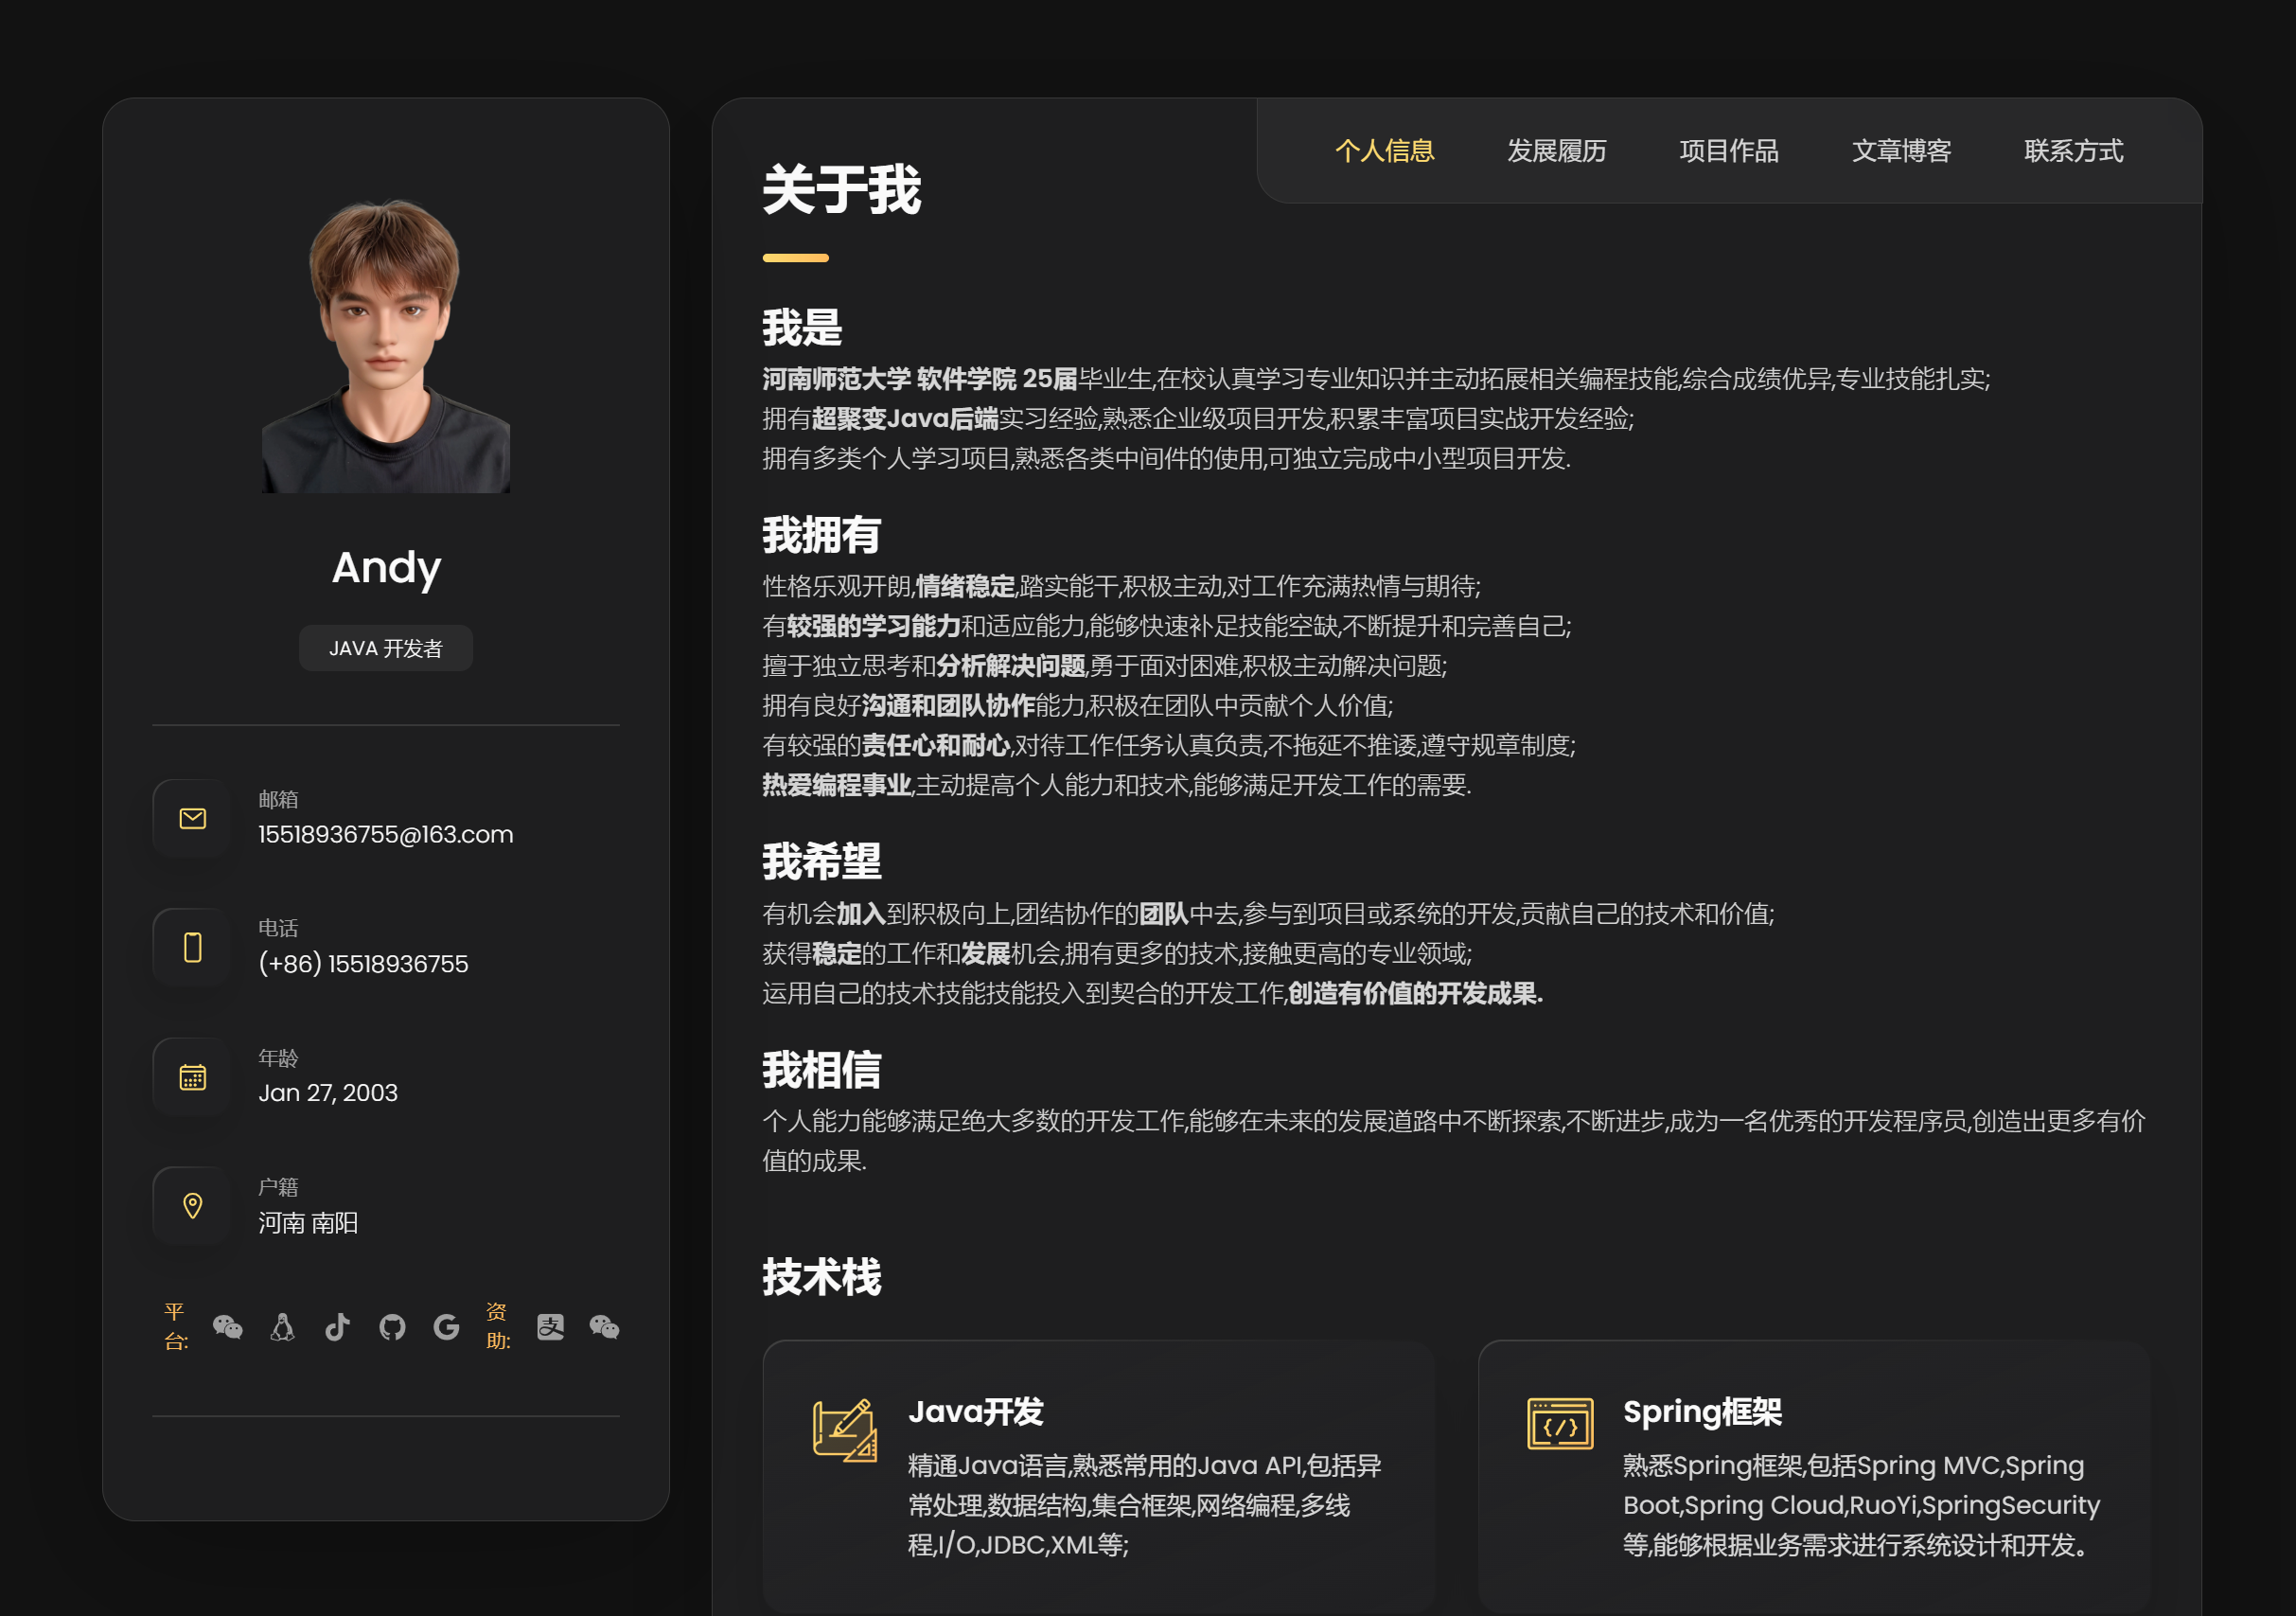 Andy
JAVA 开发者
邮箱
15518936755@163.com
电话
(+86) 15518936755
年龄
Jan 27, 2003
户籍
河南 南阳
平台:
资助:
个人信息 发展履历 项目作品 文章博客 联系方式
关于我
我是
河南师范大学 软件学院 25届毕业生,在校认真学习专业知识并主动拓展相关编程技能,综合成绩优异,专业技能扎实;
拥有超聚变Java后端实习经验,熟悉企业级项目开发,积累丰富项目实战开发经验;
拥有多类个人学习项目,熟悉各类中间件的使用,可独立完成中小型项目开发.
我拥有
性格乐观开朗,情绪稳定,踏实能干,积极主动,对工作充满热情与期待;
有较强的学习能力和适应能力,能够快速补足技能空缺,不断提升和完善自己;
擅于独立思考和分析解决问题,勇于面对困难,积极主动解决问题;
拥有良好沟通和团队协作能力,积极在团队中贡献个人价值;
有较强的责任心和耐心,对待工作任务认真负责,不拖延不推诿,遵守规章制度;
热爱编程事业,主动提高个人能力和技术,能够满足开发工作的需要.
我希望
有机会加入到积极向上,团结协作的团队中去,参与到项目或系统的开发,贡献自己的技术和价值;
获得稳定的工作和发展机会,拥有更多的技术,接触更高的专业领域;
运用自己的技术技能技能投入到契合的开发工作,创造有价值的开发成果.
我相信
个人能力能够满足绝大多数的开发工作,能够在未来的发展道路中不断探索,不断进步,成为一名优秀的开发程序员,创造出更多有价
值的成果.
技术栈
Java开发
精通Java语言,熟悉常用的Java API,包括异
常处理,数据结构,集合框架,网络编程,多线
程,I/O,JDBC,XML等;
Spring框架
熟悉Spring框架,包括Spring MVC,Spring
Boot,Spring Cloud,RuoYi,SpringSecurity
等,能够根据业务需求进行系统设计和开发。